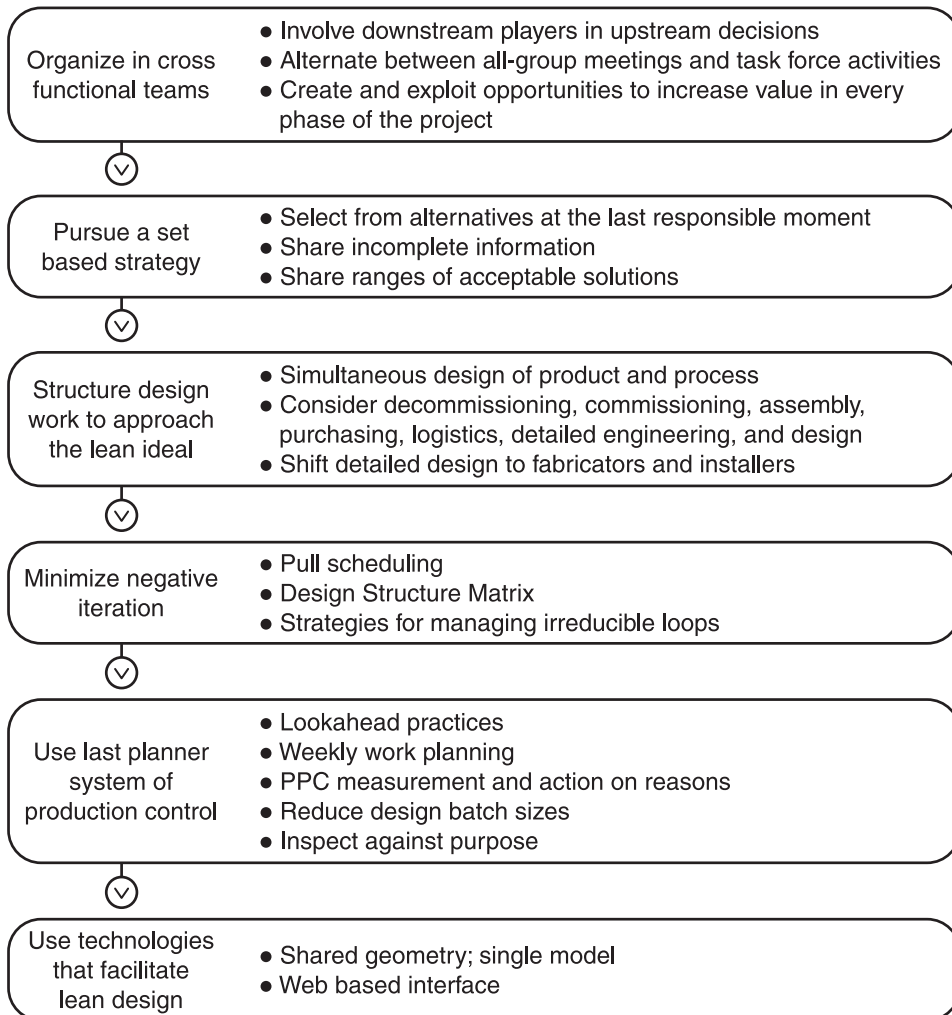 Organize in cross
functional teams
● Involve downstream players in upstream decisions
● Alternate between all-group meetings and task force activities
● Create and exploit opportunities to increase value in every
phase of the project
Pursue a set
based strategy
● Select from alternatives at the last responsible moment
● Share incomplete information
● Share ranges of acceptable solutions
Structure design
work to approach
the lean ideal
● Simultaneous design of product and process
● Consider decommissioning, commissioning, assembly,
purchasing, logistics, detailed engineering, and design
● Shift detailed design to fabricators and installers
Minimize negative
iteration
● Pull scheduling
● Design Structure Matrix
● Strategies for managing irreducible loops
Use last planner
system of
production control
● Lookahead practices
● Weekly work planning
● PPC measurement and action on reasons
● Reduce design batch sizes
● Inspect against purpose
Use technologies
that facilitate
lean design
● Shared geometry; single model
● Web based interface